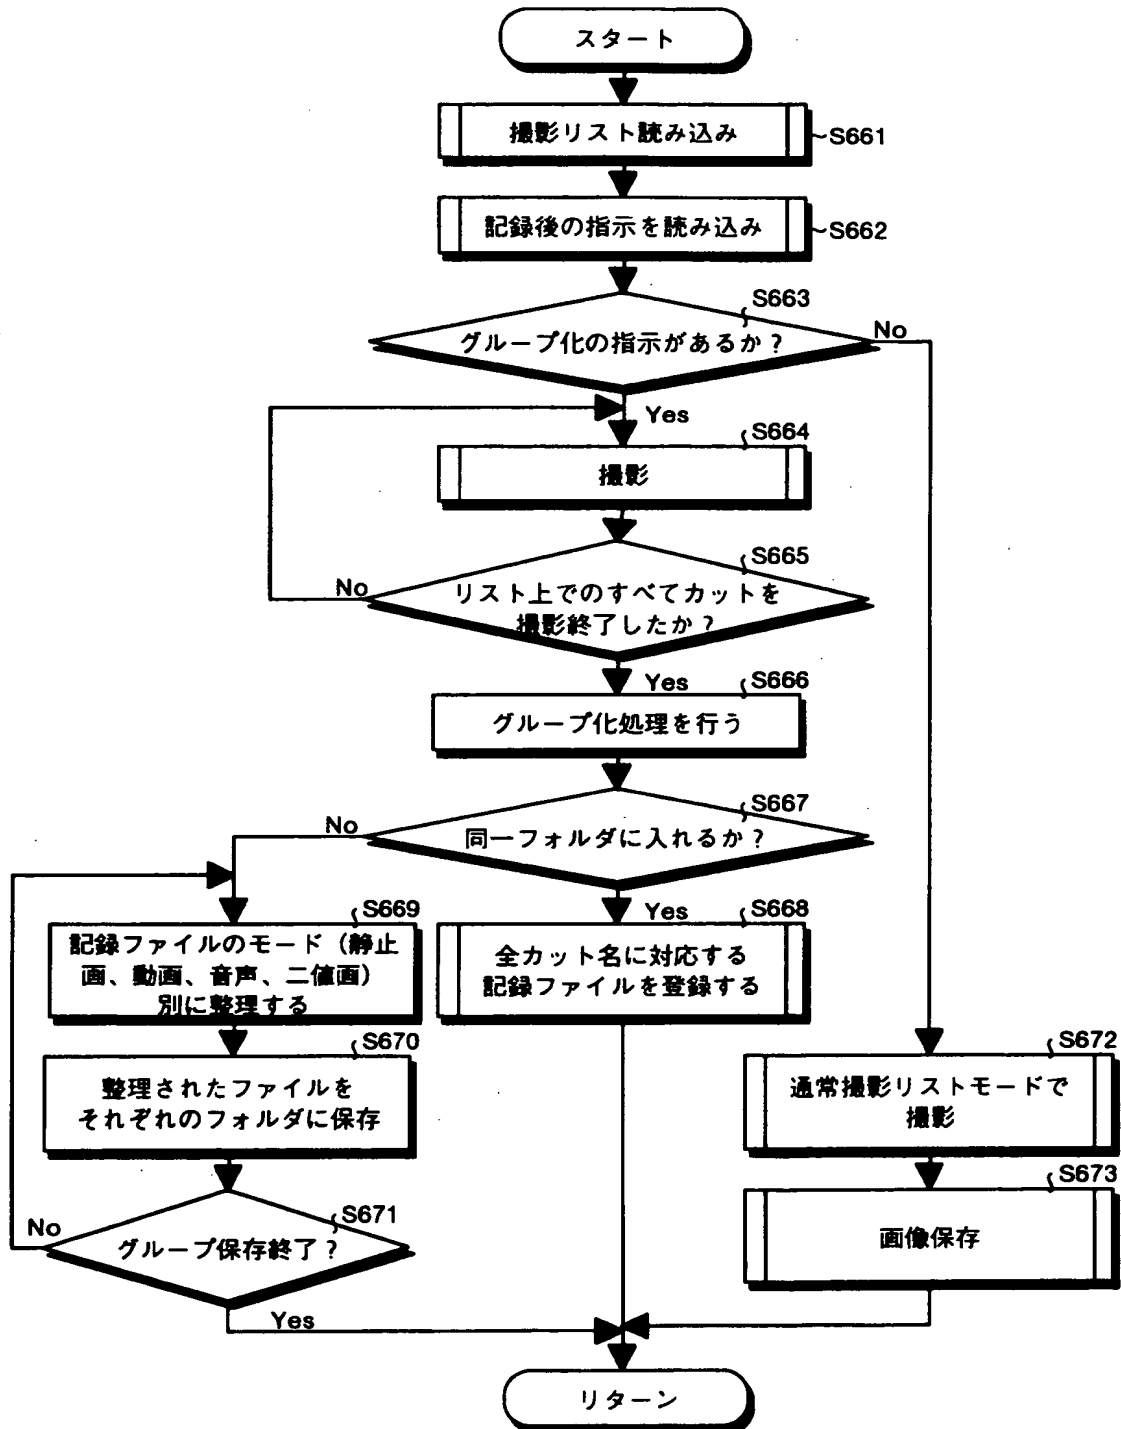 スタート
撮影リスト読み込み
~S661
記録後の指示を読み込み
~S662
S663
グループ化の指示があるか?
No
Yes
S664
撮影
S665
No
リスト上でのすべてカットを
撮影終了したか?
Yes
S666
グループ化処理を行う
S667
No
同一フォルダに入れるか?
Yes
S668
全カット名に対応する
記録ファイルを登録する
S669
記録ファイルのモード(静止
画、動画、音声、二値画)
別に整理する
S670
整理されたファイルを
それぞれのフォルダに保存
S671
No
グループ保存終了?
Yes
S672
通常撮影リストモードで
撮影
S673
画像保存
リターン